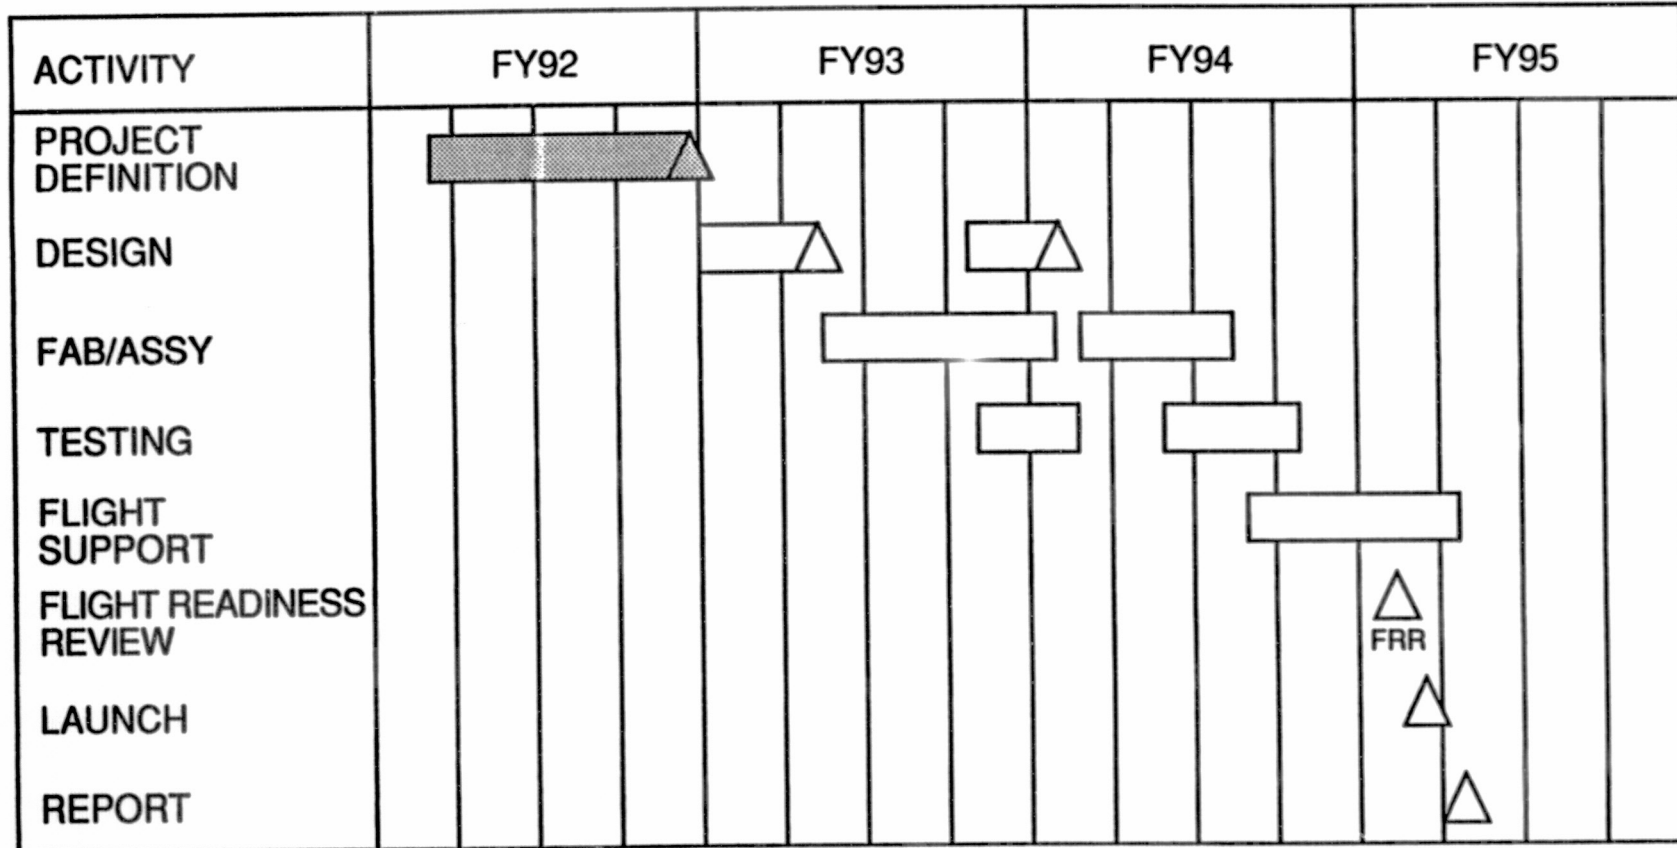 ACTIVITY FY92 FY93 FY94 FY95
PROJECT
DEFINITION
DESIGN
FAB/ASSY
TESTING
FLIGHT
SUPPORT
FLIGHT READINESS
REVIEW
FRR
LAUNCH
REPORT